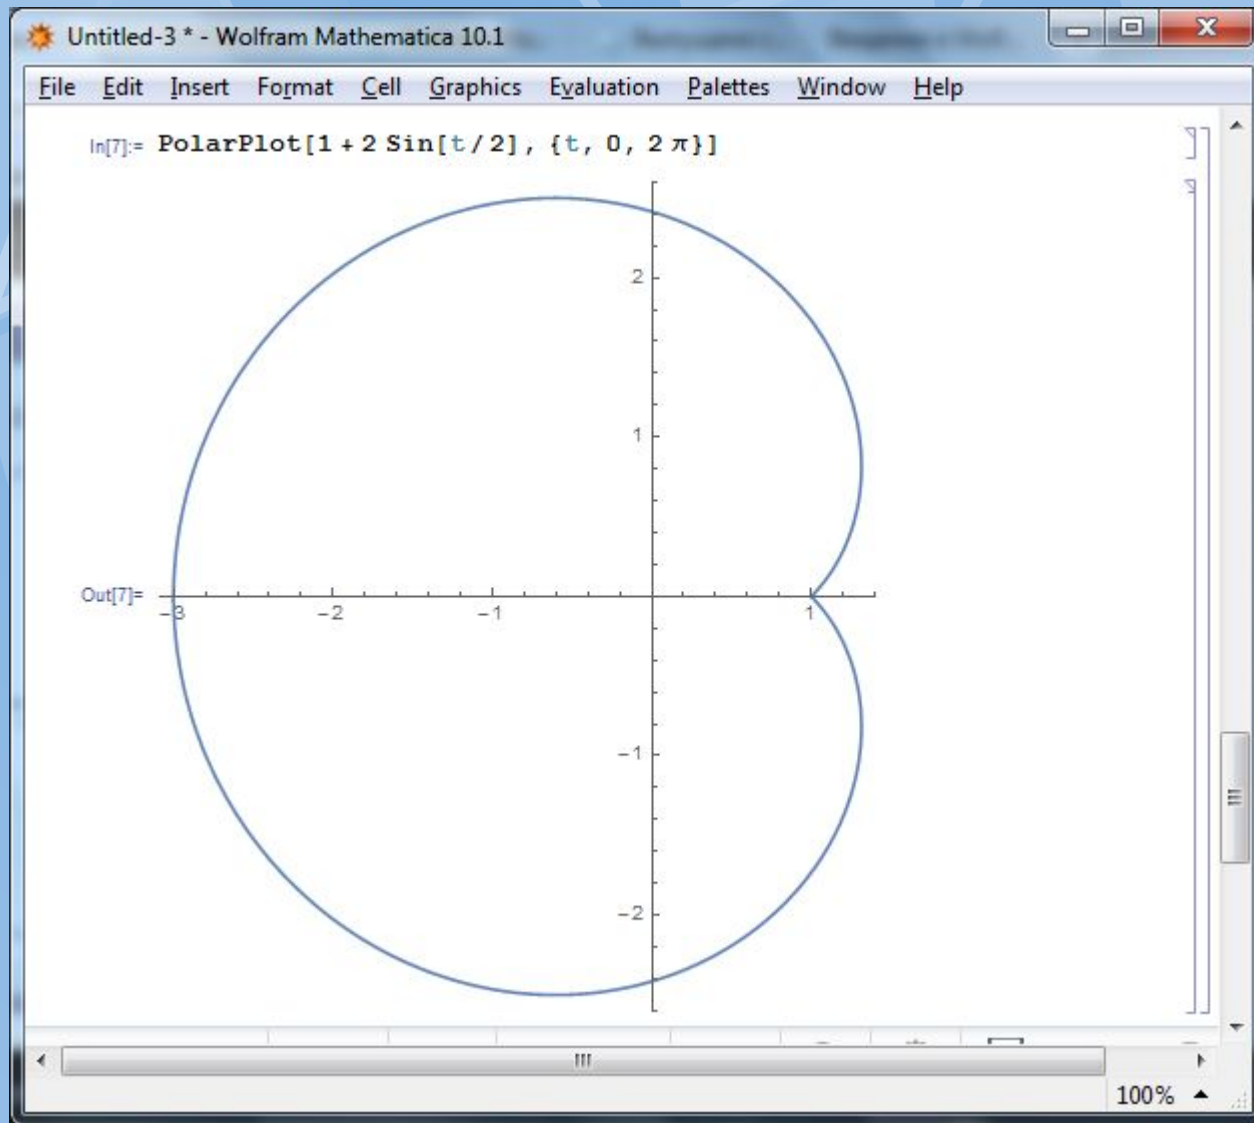 Untitled-3 * - Wolfram Mathematica 10.1
File Edit Insert Format Cell Graphics Evaluation Palettes Window Help
In[7]:= PolarPlot[1 + 2 Sin[t / 2], {t, 0, 2 π}]
2
1
Out[7]=
-3 -2 -1 1
-1
-2
100%